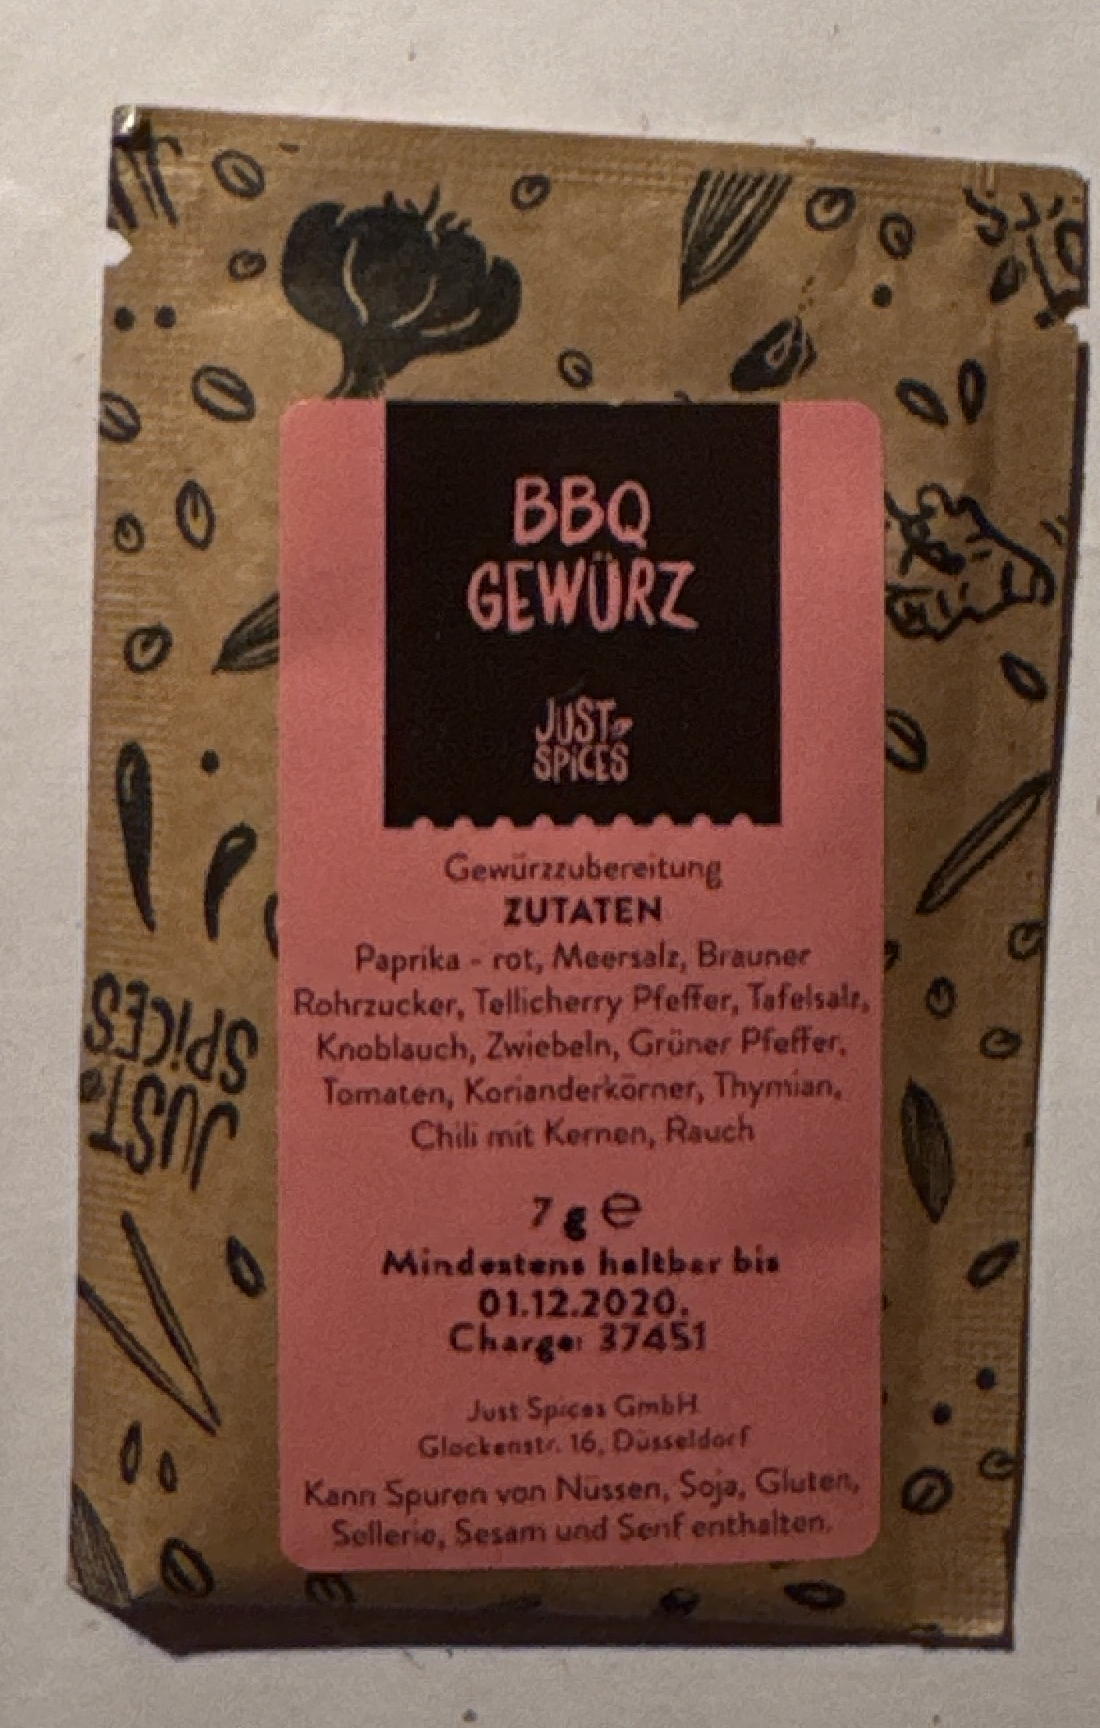 BBQ
GEWÜRZ
JUST
SPiCES
Gewürzzubereitung
ZUTATEN
Paprika - rot, Meersalz, Brauner
Rohrzucker, Tellicherry Pfeffer, Tafelsalz,
Knoblauch, Zwiebeln, Grüner Pfeffer,
Tomaten, Korianderkörner, Thymian,
Chili mit Kernen, Rauch
7 g ℮
Mindestens haltbar bis
01.12.2020.
Charge: 37451
Just Spices GmbH
Glockenstr. 16, Düsseldorf
Kann Spuren von Nüssen, Soja, Gluten,
Sellerie, Sesam und Senf enthalten.
JUST
SPiCES